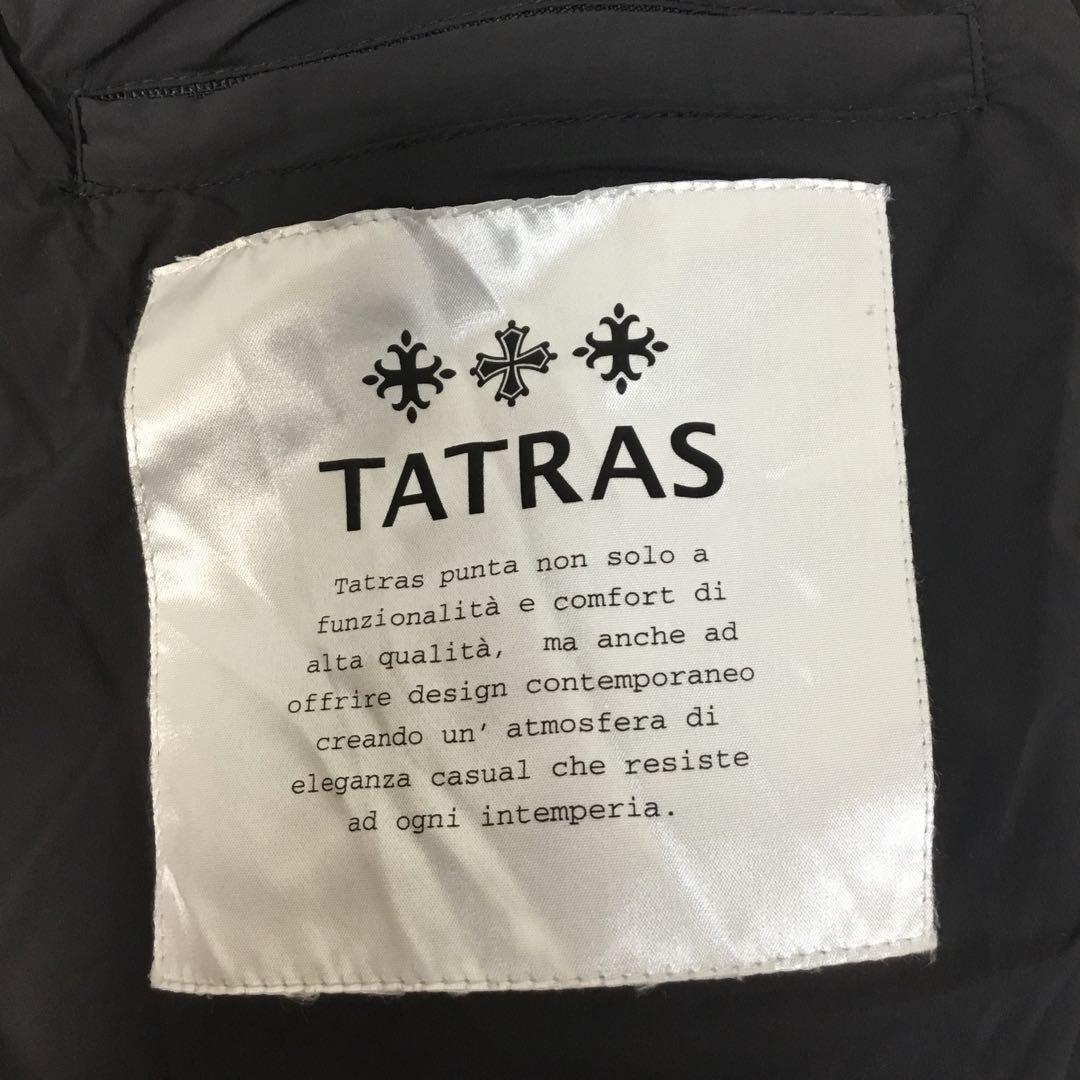 TATRAS
Tatras punta non solo a
funzionalità e comfort di
alta qualità, ma anche ad
offrire design contemporaneo
creando un' atmosfera di
eleganza casual che resiste
ad ogni intemperia.